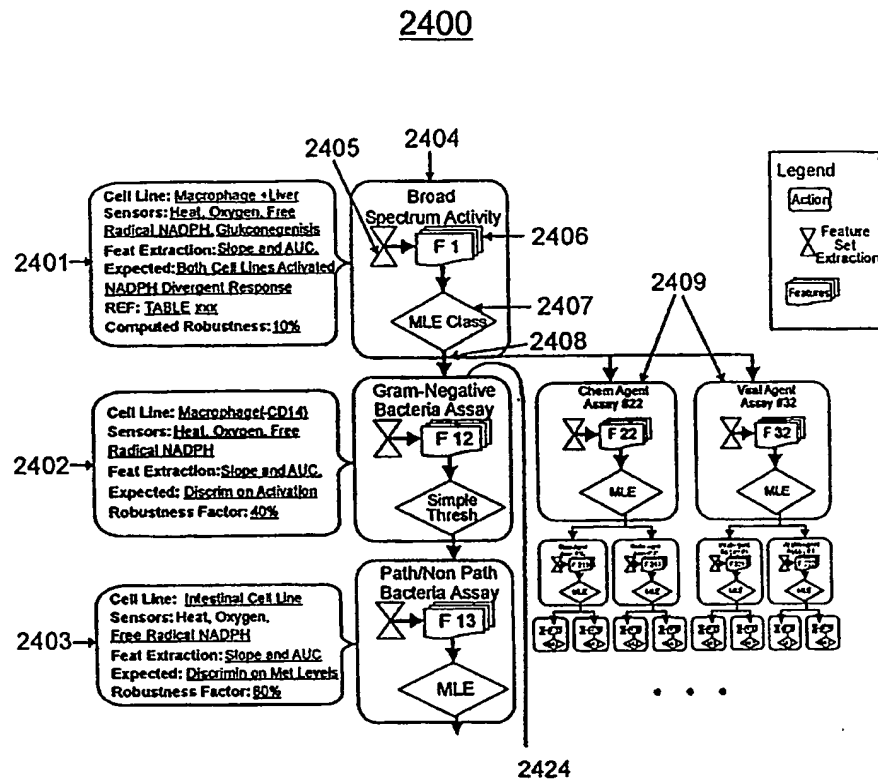 2400
2404
2405
Cell Line: Macrophage +Liver
Sensors: Heat, Oxygen, Free
Radical NADPH, Glukconegenisis
Feat Extraction: Slope and AUC,
Expected: Both Cell Lines Activated
NADPH Divergent Response
REF: TABLE xxx
Computed Robustness: 10%
2401
Broad
Spectrum Activity
F 1
2406
MLE Class
2407
2408
2409
Legend
Action
Feature
Set
Extraction
Features
Cell Line: Macrophage(-CD14)
Sensors: Heat, Oxygen, Free
Radical NADPH
Feat Extraction: Slope and AUC,
Expected: Discrim on Activation
Robustness Factor: 40%
2402
Gram-Negative
Bacteria Assay
F 12
Simple
Thresh
Chem Agent
Assay #22
F 22
MLE
Viral Agent
Assay #32
F 32
MLE
MLE
MLE
MLE
MLE
Cell Line: Intestinal Cell Line
Sensors: Heat, Oxygen,
Free Radical NADPH
Feat Extraction: Slope and AUC
Expected: Discrimin on Met Levels
Robustness Factor: 80%
2403
Path/Non Path
Bacteria Assay
F 13
MLE
2424